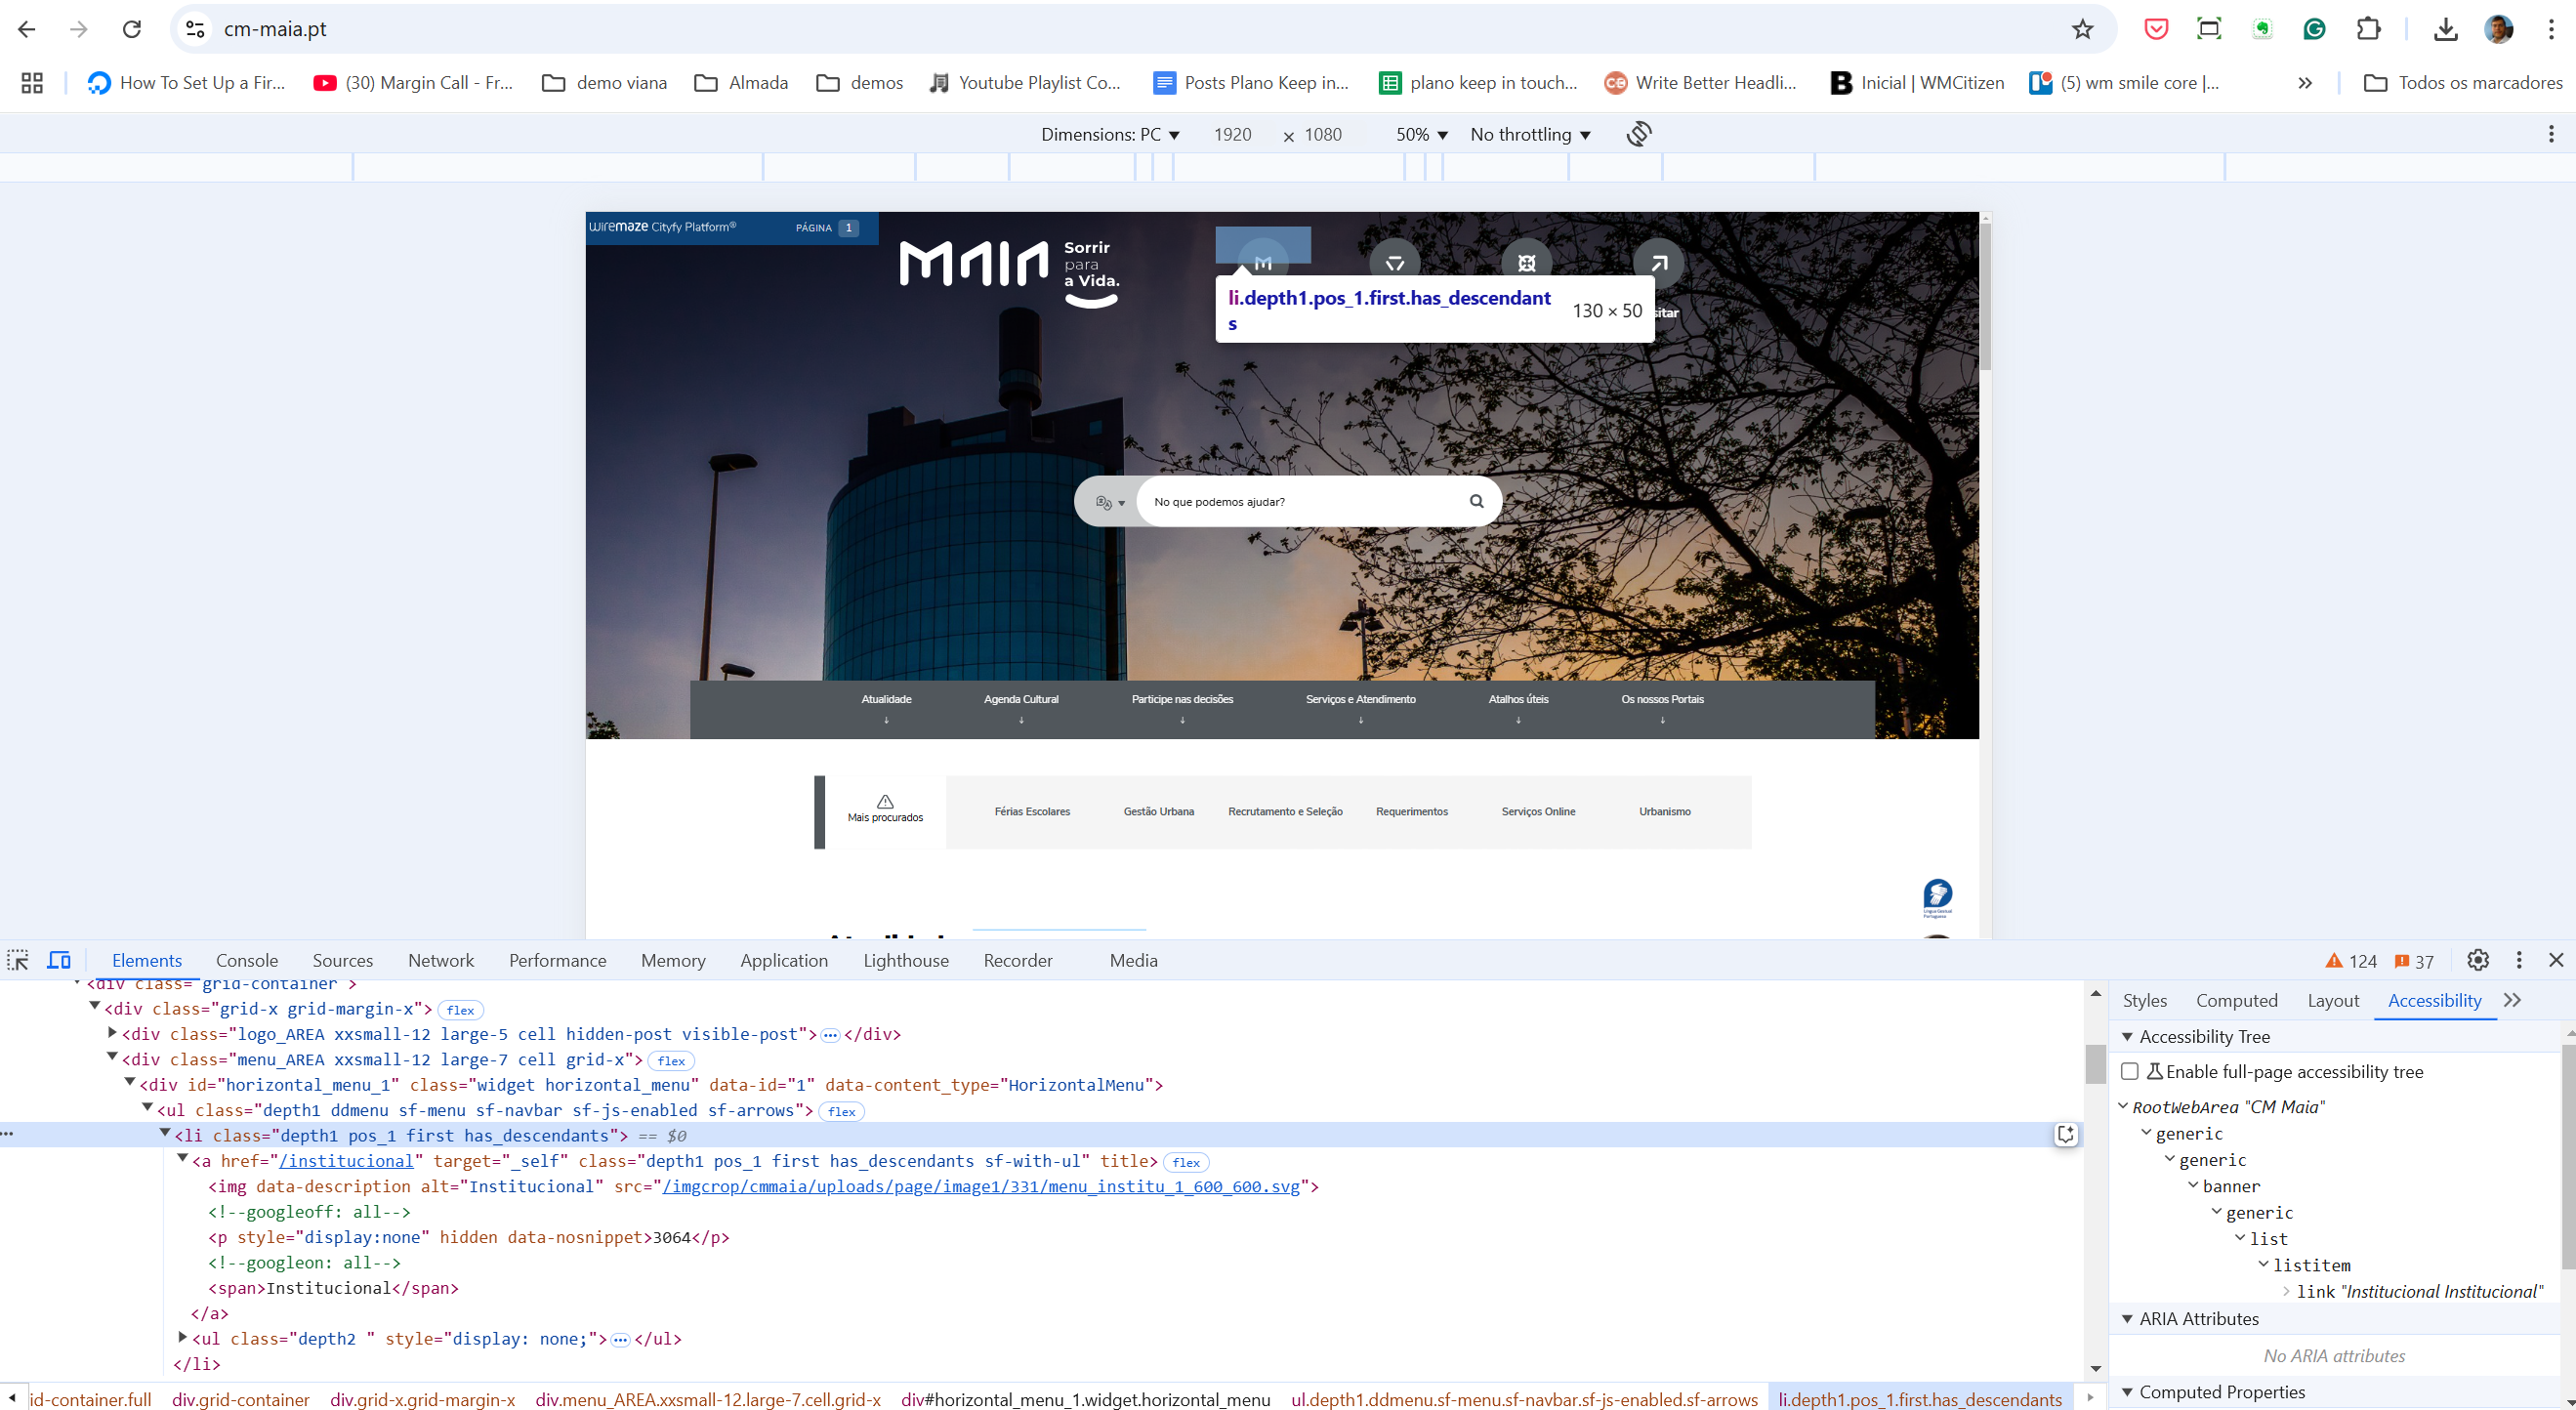 cm-maia.pt
How To Set Up a Fir... (30) Margin Call - Fr... demo viana Almada demos Youtube Playlist Co... Posts Plano Keep in... plano keep in touch... Write Better Headli... Inicial | WMCitizen (5) wm smile core |... » Todos os marcadores
Dimensions: PC ▼ 1920 × 1080 50% ▼ No throttling ▼
wiremaze Cityfy Platform® PÁGINA 1
MAIA Sorrir
para
a Vida.
li.depth1.pos_1.first.has_descendant
s 130 × 50
sitar
No que podemos ajudar?
Atualidade Agenda Cultural Participe nas decisões Serviços e Atendimento Atalhos úteis Os nossos Portais
Mais procurados Férias Escolares Gestão Urbana Recrutamento e Seleção Requerimentos Serviços Online Urbanismo
Língua Gestual
Portuguesa
Elements Console Sources Network Performance Memory Application Lighthouse Recorder Media 124 37
<div class="grid-container">
<div class="grid-x grid-margin-x"> flex
<div class="logo_AREA xxsmall-12 large-5 cell hidden-post visible-post">…</div>
<div class="menu_AREA xxsmall-12 large-7 cell grid-x"> flex
<div id="horizontal_menu_1" class="widget horizontal_menu" data-id="1" data-content_type="HorizontalMenu">
<ul class="depth1 ddmenu sf-menu sf-navbar sf-js-enabled sf-arrows"> flex
<li class="depth1 pos_1 first has_descendants"> == $0
<a href="/institucional" target="_self" class="depth1 pos_1 first has_descendants sf-with-ul" title> flex
<img data-description alt="Institucional" src="/imgcrop/cmmaia/uploads/page/image1/331/menu_institu_1_600_600.svg">
<!--googleoff: all-->
<p style="display:none" hidden data-nosnippet>3064</p>
<!--googleon: all-->
<span>Institucional</span>
</a>
<ul class="depth2 " style="display: none;">…</ul>
</li>
id-container.full div.grid-container div.grid-x.grid-margin-x div.menu_AREA.xxsmall-12.large-7.cell.grid-x div#horizontal_menu_1.widget.horizontal_menu ul.depth1.ddmenu.sf-menu.sf-navbar.sf-js-enabled.sf-arrows li.depth1.pos_1.first.has_descendants
Styles Computed Layout Accessibility »
Accessibility Tree
Enable full-page accessibility tree
RootWebArea "CM Maia"
generic
generic
banner
generic
list
listitem
link "Institucional Institucional"
ARIA Attributes
No ARIA attributes
Computed Properties